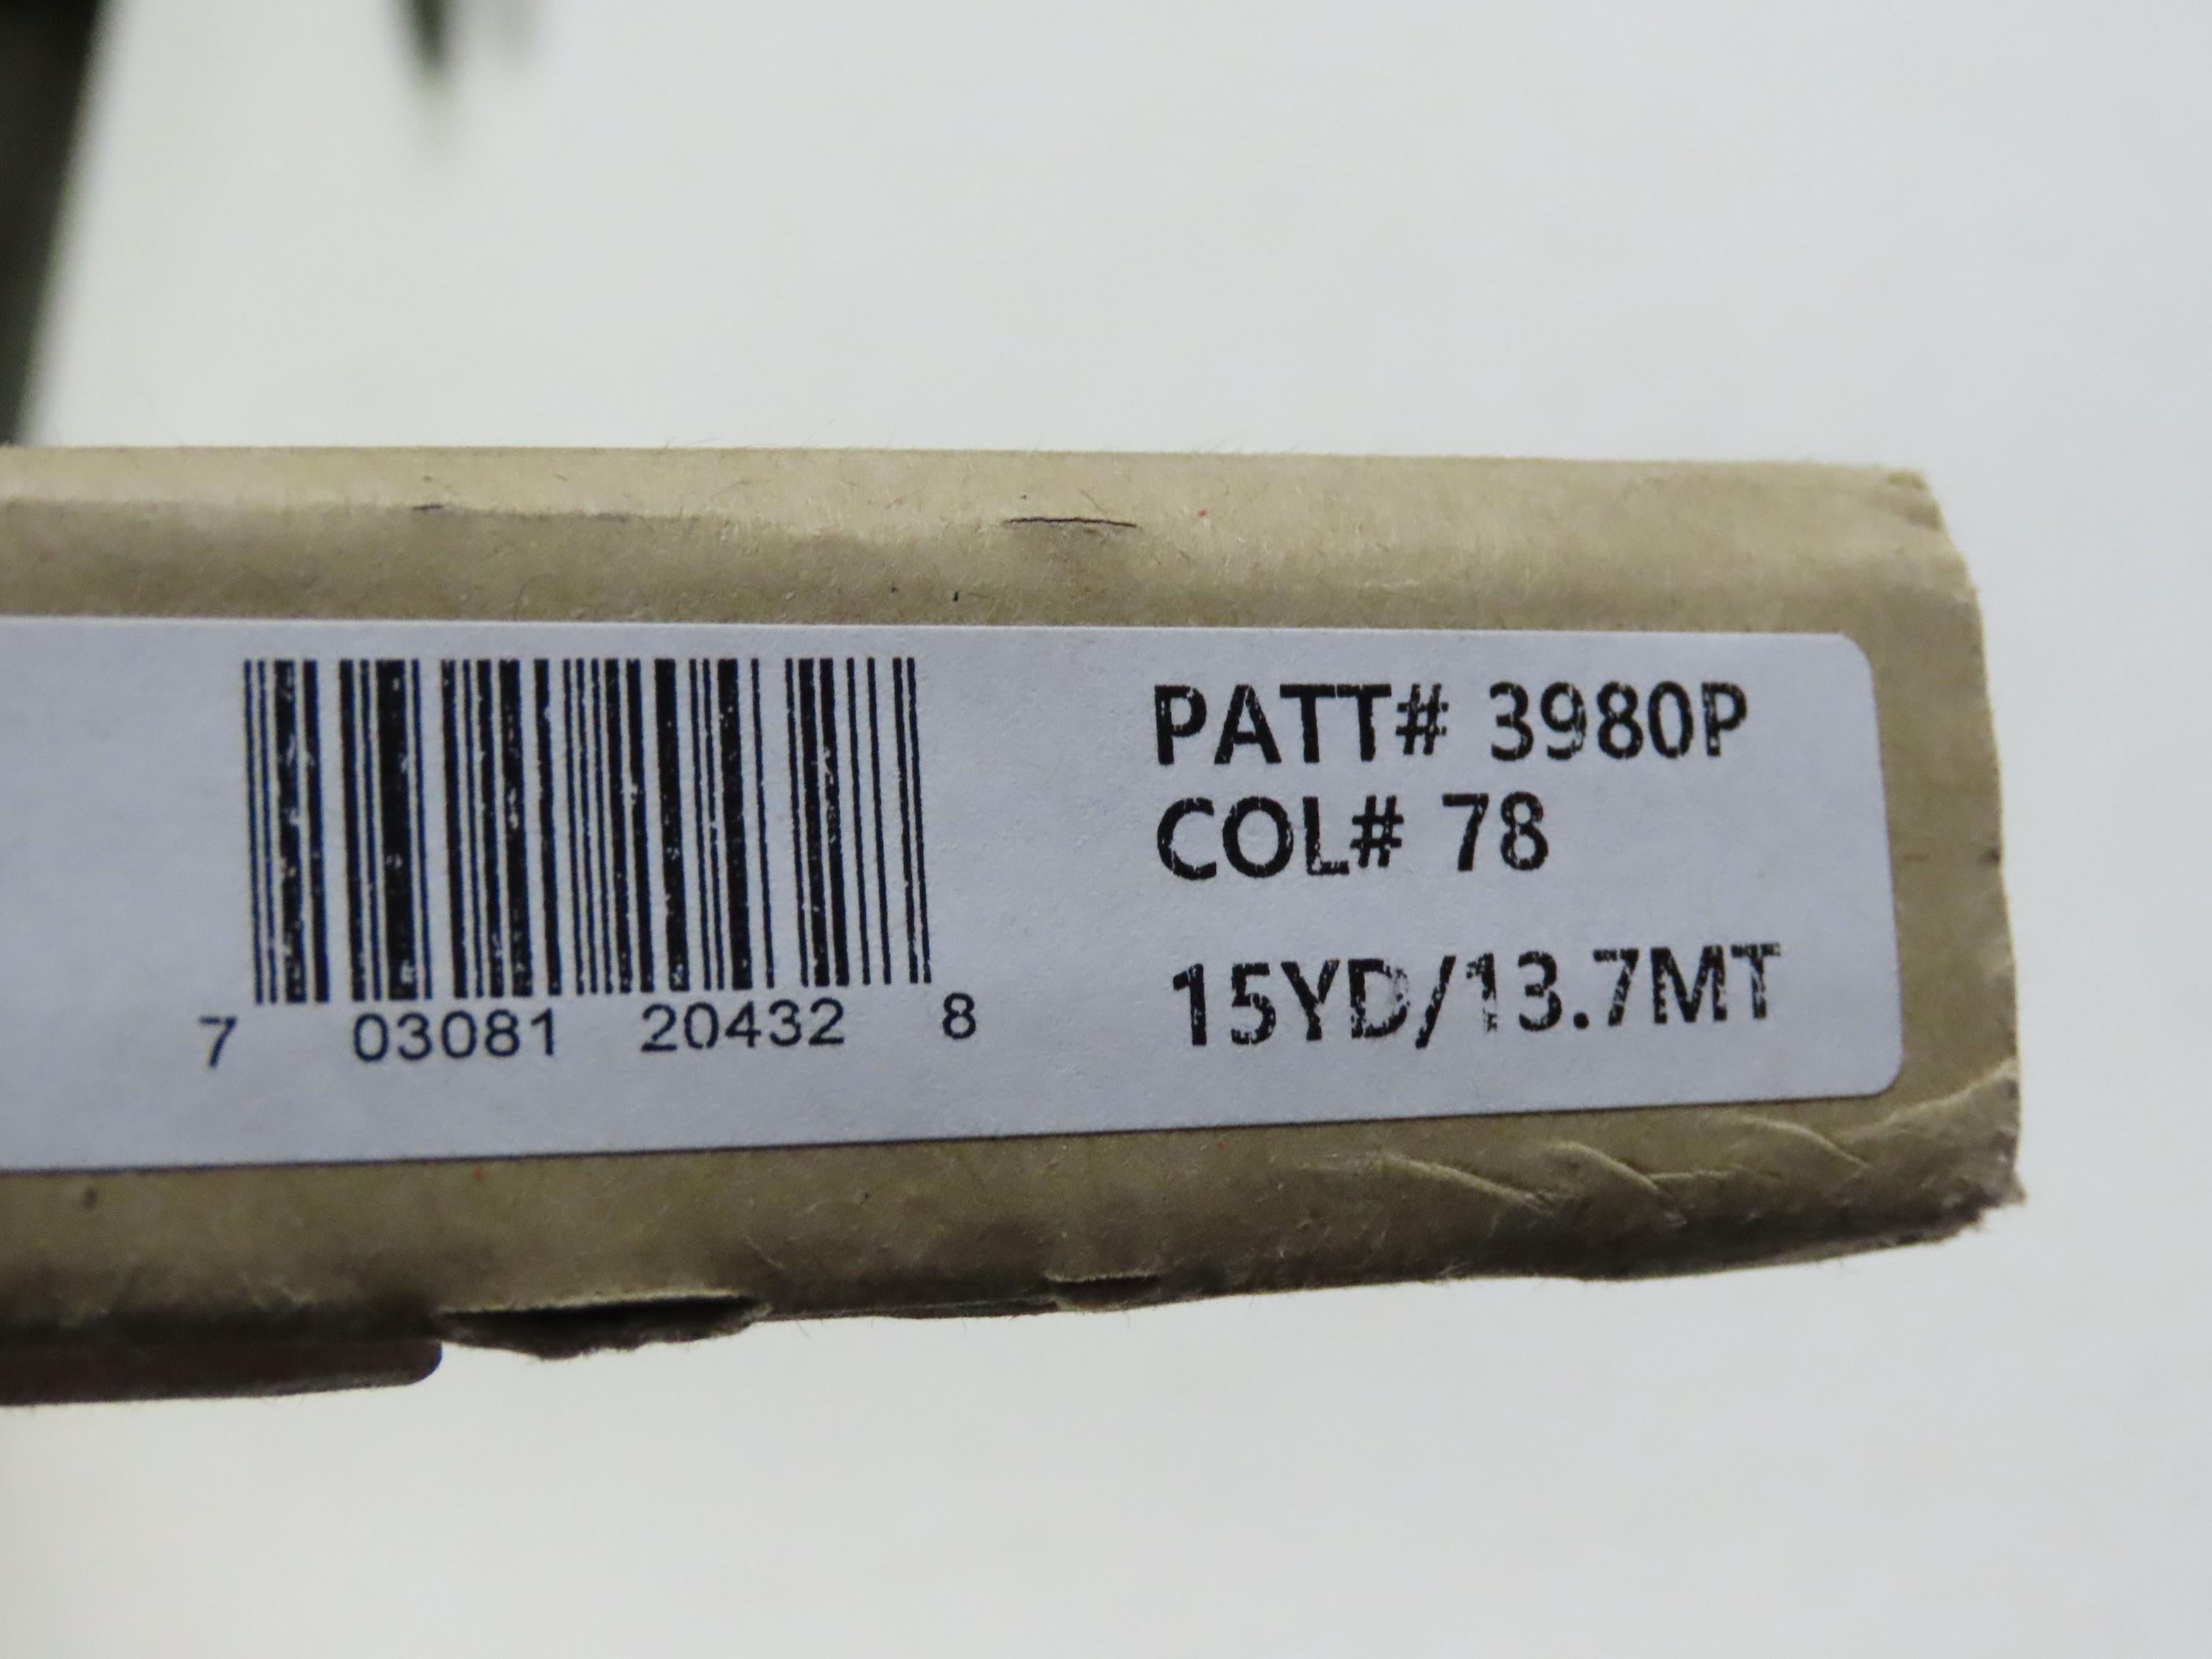 7 03081 20432 8
PATT# 3980P
COL# 78
15YD/13.7MT